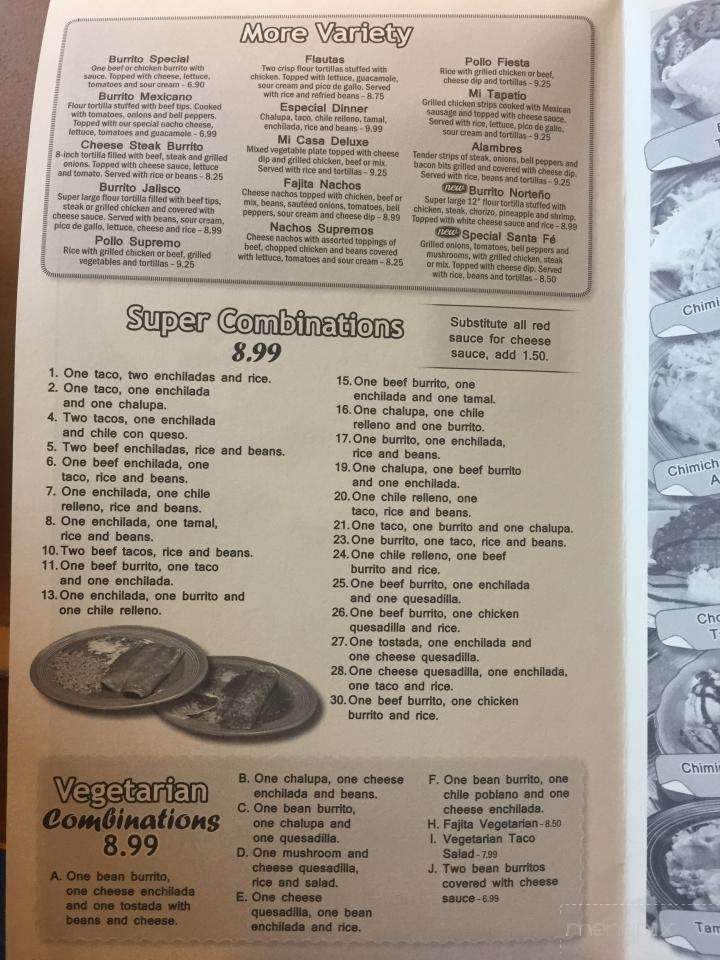 More Variety
Burrito Special
One beef or chicken burrito with
sauce. Topped with cheese, lettuce,
tomatoes and sour cream - 6.90
Burrito Mexicano
Flour tortilla stuffed with beef tips. Cooked
with tomatoes, onions and bell peppers.
Topped with our special nacho cheese,
lettuce, tomatoes and guacamole - 6.99
Cheese Steak Burrito
8-inch tortilla filled with beef, steak and grilled
onions. Topped with cheese sauce, lettuce
and tomato. Served with rice or beans - 8.25
Burrito Jalisco
Super large flour tortilla filled with beef tips,
steak or grilled chicken and covered with
cheese sauce. Served with beans, sour cream,
pico de gallo, lettuce, cheese and rice - 8.99
Pollo Supremo
Rice with grilled chicken or beef, grilled
vegetables and tortillas - 9.25
Flautas
Two crisp flour tortillas stuffed with
chicken. Topped with lettuce, guacamole,
sour cream and pico de gallo. Served
with rice and refried beans - 8.75
Especial Dinner
Chalupa, taco, chile relleno, tamal,
enchilada, rice and beans - 9.99
Mi Casa Deluxe
Mixed vegetable plate topped with cheese
dip and grilled chicken, beef or mix.
Served with rice and tortillas - 9.25
Fajita Nachos
Cheese nachos topped with chicken, beef or
mix, beans, sautéed onions, tomatoes, bell
peppers, sour cream and cheese dip - 8.99
Nachos Supremos
Cheese nachos with assorted toppings of
beef, chopped chicken and beans covered
with lettuce, tomatoes and sour cream - 8.25
Pollo Fiesta
Rice with grilled chicken or beef,
cheese dip and tortillas - 9.25
Mi Tapatio
Grilled chicken strips cooked with Mexican
sausage and topped with cheese sauce.
Served with rice, lettuce, pico de gallo,
sour cream and tortillas - 9.25
Alambres
Tender strips of steak, onions, bell peppers and
bacon bits grilled and covered with cheese dip.
Served with rice, beans and tortillas - 9.25
new Burrito Norteño
Super large 12" flour tortilla stuffed with
chicken, steak, chorizo, pineapple and shrimp.
Topped with white cheese sauce and rice - 8.99
new Special Santa Fé
Grilled onions, tomatoes, bell peppers and
mushrooms, with grilled chicken, steak
or mix. Topped with cheese dip. Served
with rice, beans and tortillas - 8.50
Super Combinations
8.99
Substitute all red
sauce for cheese
sauce, add 1.50.
1. One taco, two enchiladas and rice.
2. One taco, one enchilada
and one chalupa.
4. Two tacos, one enchilada
and chile con queso.
5. Two beef enchiladas, rice and beans.
6. One beef enchilada, one
taco, rice and beans.
7. One enchilada, one chile
relleno, rice and beans.
8. One enchilada, one tamal,
rice and beans.
10. Two beef tacos, rice and beans.
11. One beef burrito, one taco
and one enchilada.
13. One enchilada, one burrito and
one chile relleno.
15. One beef burrito, one
enchilada and one tamal.
16. One chalupa, one chile
relleno and one burrito.
17. One burrito, one enchilada,
rice and beans.
19. One chalupa, one beef burrito
and one enchilada.
20. One chile relleno, one
taco, rice and beans.
21. One taco, one burrito and one chalupa.
23. One burrito, one taco, rice and beans.
24. One chile relleno, one beef
burrito and rice.
25. One beef burrito, one enchilada
and one quesadilla.
26. One beef burrito, one chicken
quesadilla and rice.
27. One tostada, one enchilada and
one cheese quesadilla.
28. One cheese quesadilla, one enchilada,
one taco and rice.
30. One beef burrito, one chicken
burrito and rice.
Vegetarian
Combinations
8.99
A. One bean burrito,
one cheese enchilada
and one tostada with
beans and cheese.
B. One chalupa, one cheese
enchilada and beans.
C. One bean burrito,
one chalupa and
one quesadilla.
D. One mushroom and
cheese quesadilla,
rice and salad.
E. One cheese
quesadilla, one bean
enchilada and rice.
F. One bean burrito, one
chile poblano and one
cheese enchilada.
H. Fajita Vegetarian - 8.50
I. Vegetarian Taco
Salad - 7.99
J. Two bean burritos
covered with cheese
sauce - 6.99
Chimi
Chimich
A
Cho
T
Chimi
Tam
menupix